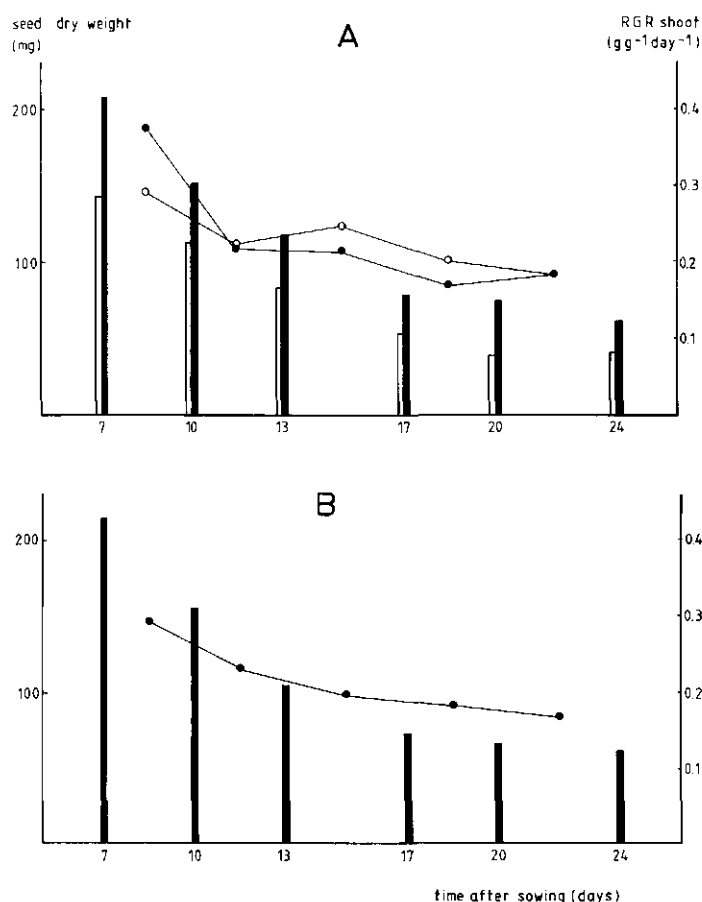 seed dry weight
(mg)
A
RGR shoot
(g g⁻¹ day⁻¹)
200
100
0.4
0.3
0.2
0.1
7 10 13 17 20 24
B
200
100
0.4
0.3
0.2
0.1
7 10 13 17 20 24
time after sowing (days)